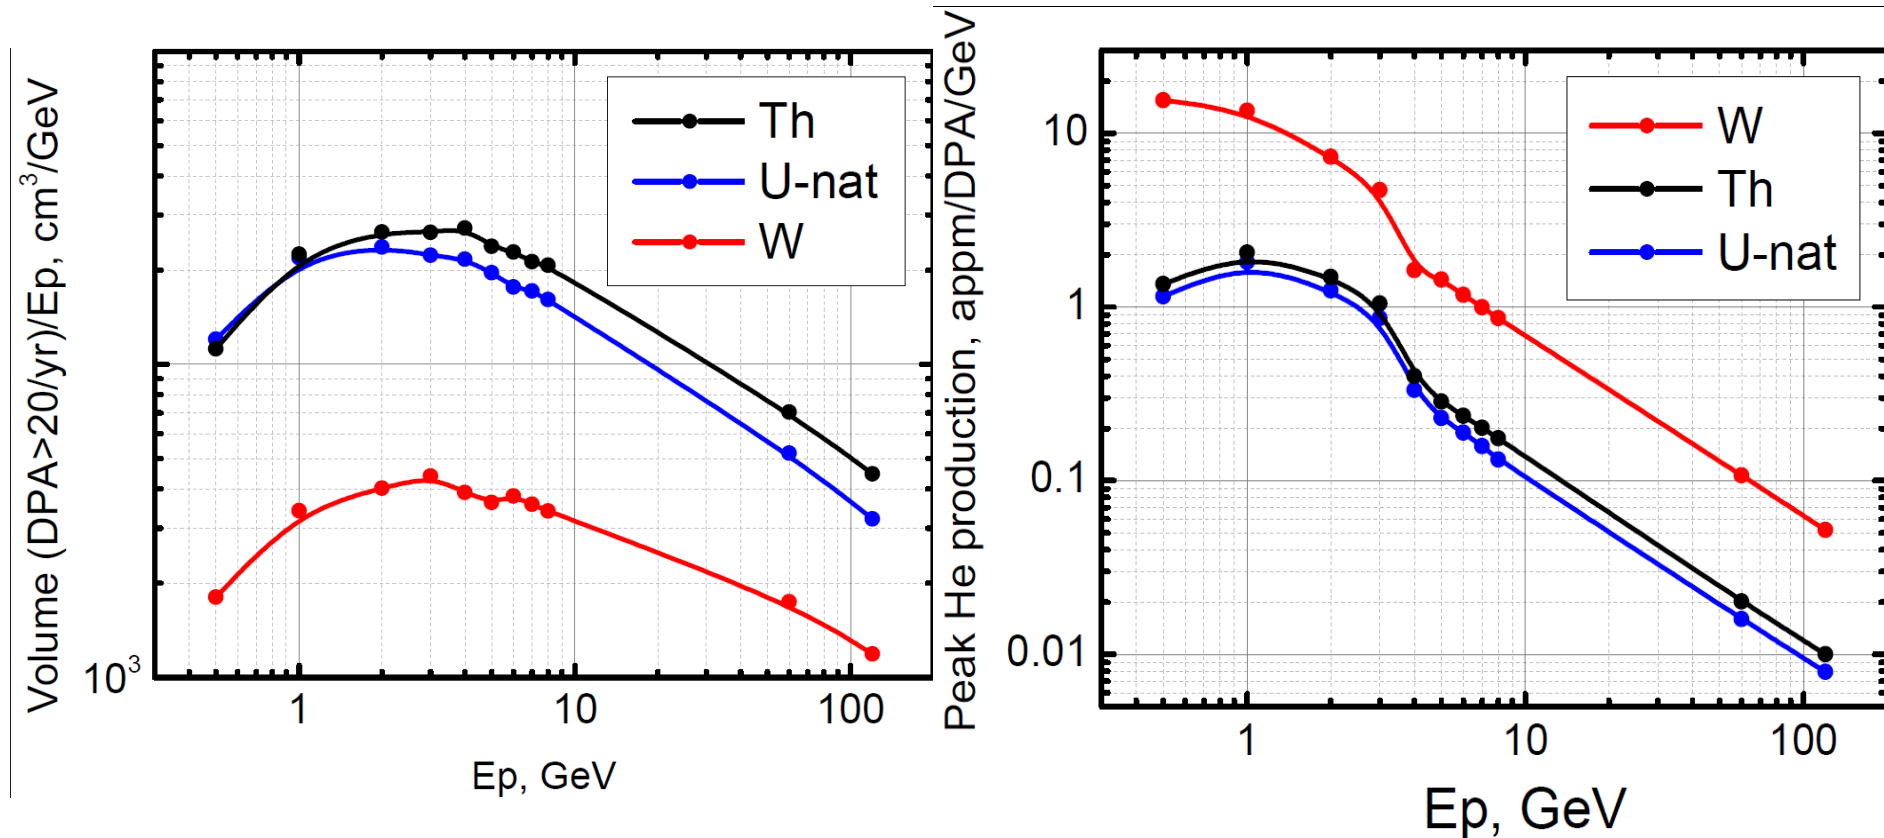 Volume (DPA>20/yr)/Ep, cm³/GeV
Th
U-nat
W
10³
1
10
100
Ep, GeV
Peak He production, appm/DPA/GeV
W
Th
U-nat
10
1
0.1
0.01
1
10
100
Ep, GeV